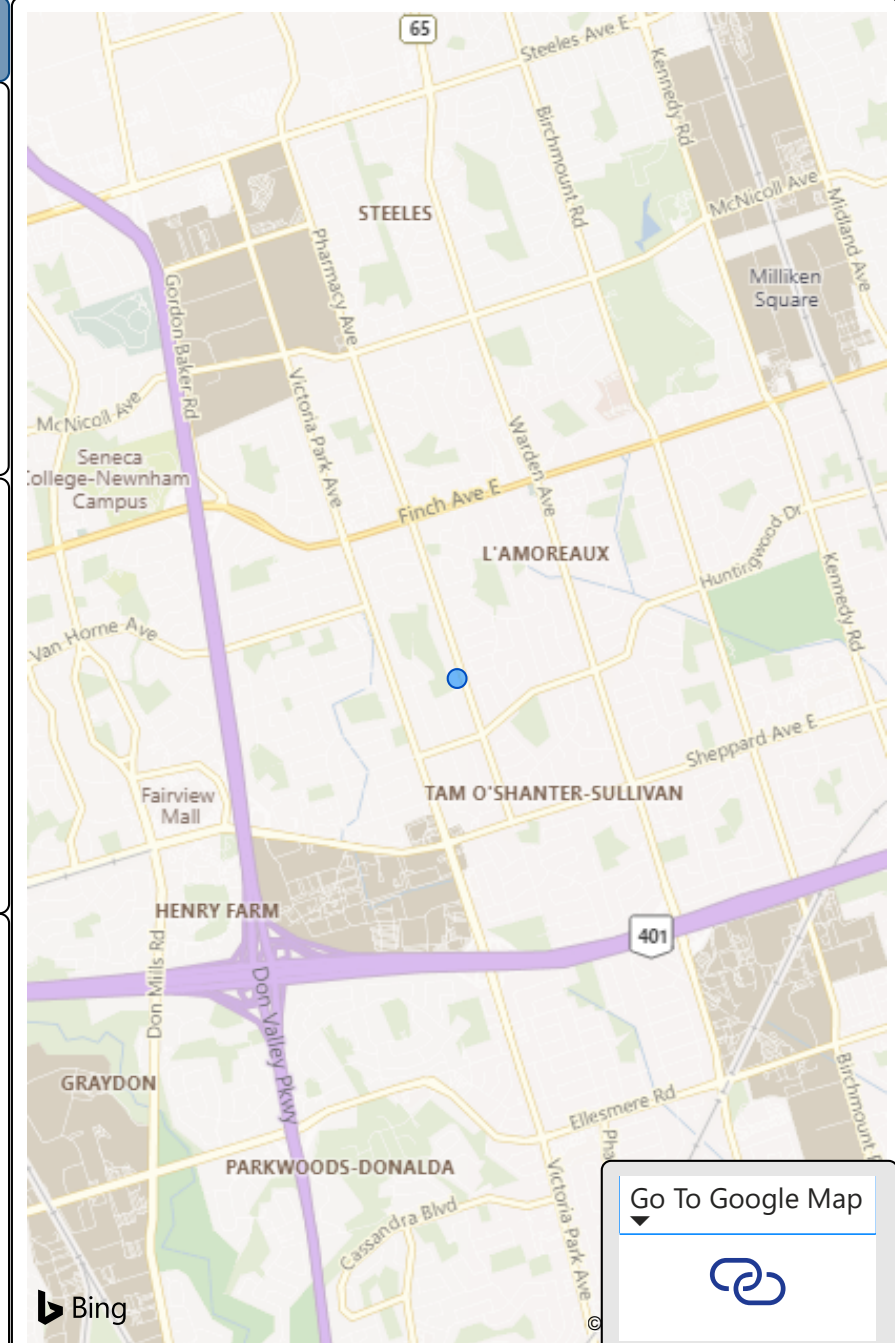 65
Steeles Ave E
Kennedy Rd
Birchmount Rd
McNicoll Ave
Midland Ave
STEELES
Pharmacy Ave
Milliken
Square
Gordon Baker Rd
McNicoll Ave
Victoria Park Ave
Warden Ave
Seneca
College-Newnham
Campus
Finch Ave E
L'AMOREAUX
Huntingwood Dr
Kennedy Rd
Van Horne Ave
Sheppard Ave E
Fairview
Mall
TAM O'SHANTER-SULLIVAN
HENRY FARM
401
Don Mills Rd
Don Valley Pkwy
GRAYDON
Ellesmere Rd
Birchmount
Pha
PARKWOODS-DONALDA
Victoria Park Ave
Cassandra Blvd
Go To Google Map
Bing
©